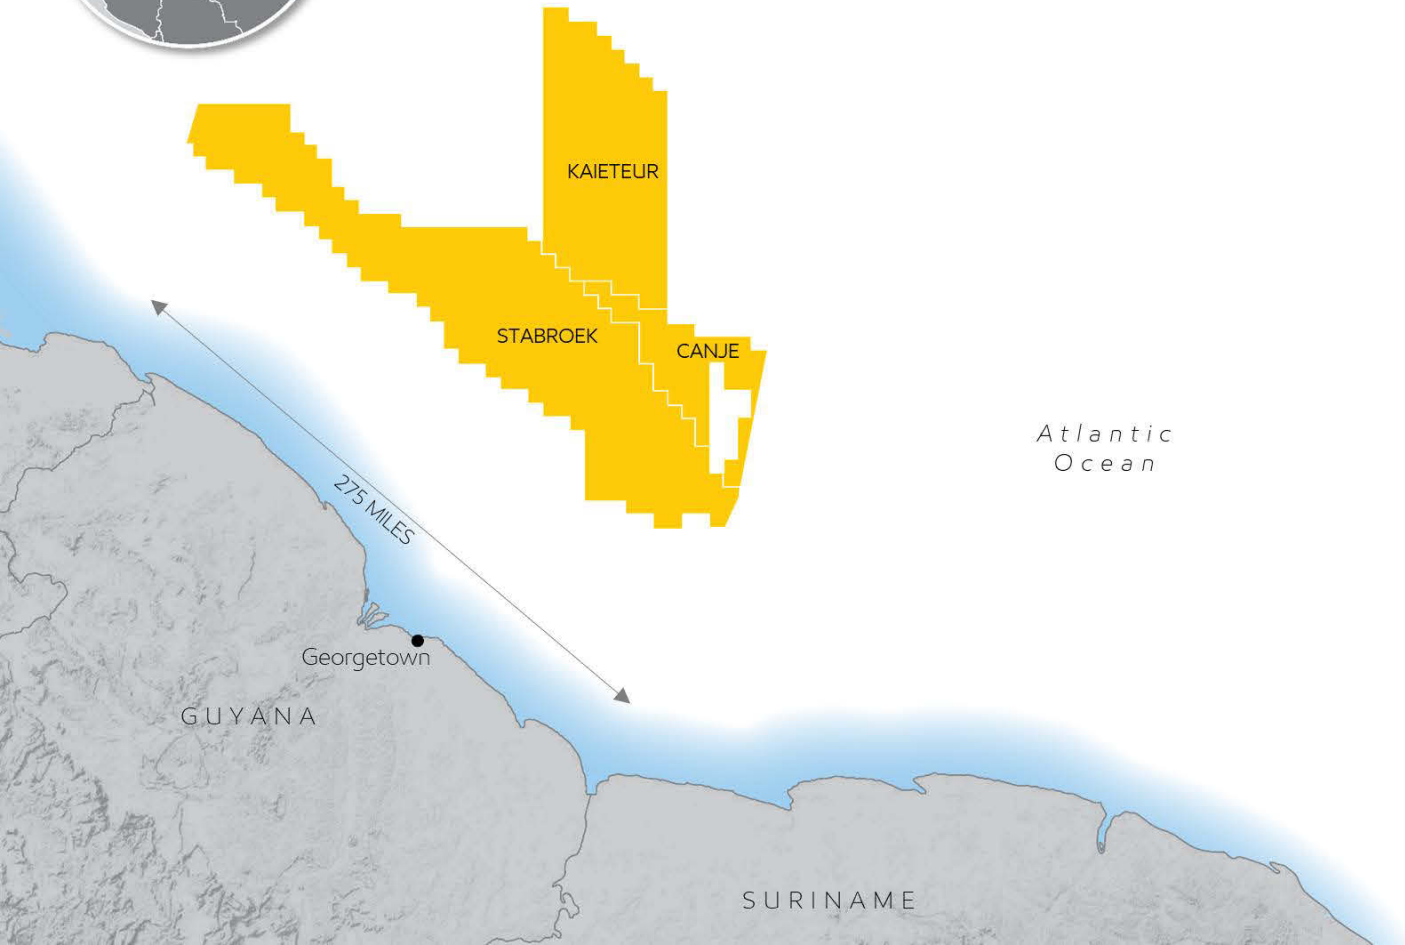 KAIETEUR
STABROEK
CANJE
Atlantic
Ocean
275 MILES
Georgetown
GUYANA
SURINAME